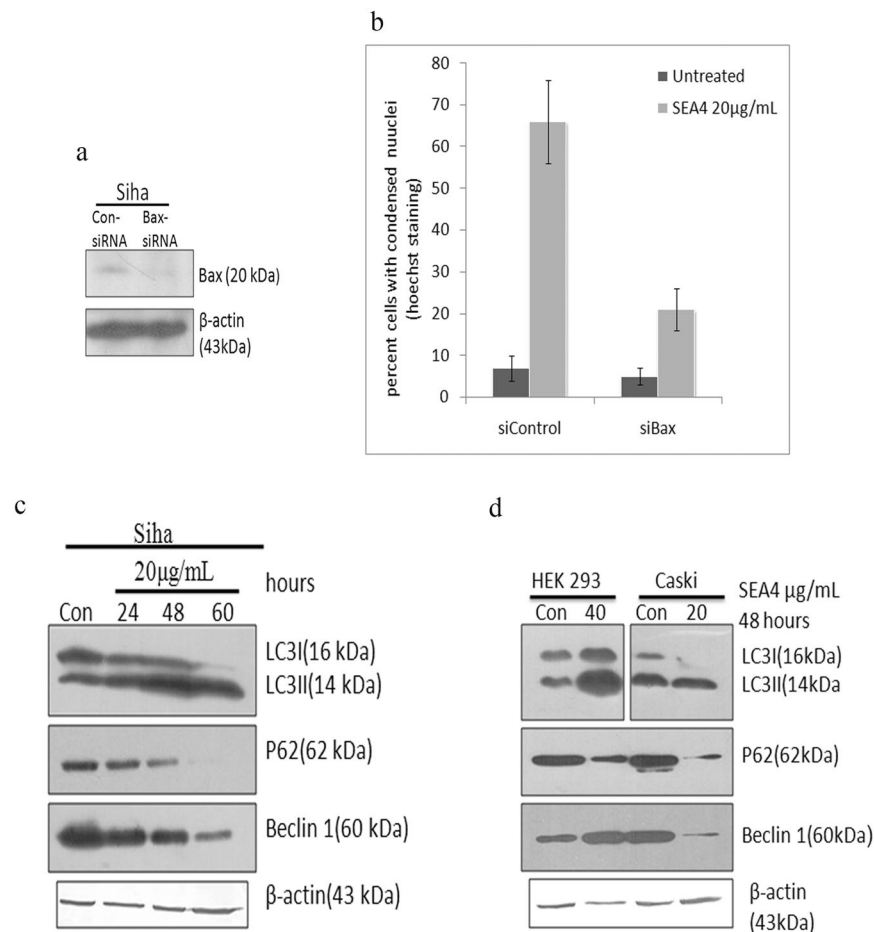 a
Siha
Con-
siRNA
Bax-
siRNA
Bax (20 kDa)
β-actin
(43kDa)
b
percent cells with condensed nuuclei
(hoechst staining)
80
70
60
50
40
30
20
10
0
Untreated
SEA4 20µg/mL
siControl
siBax
c
Siha
20µg/mL
hours
Con 24 48 60
LC3I(16 kDa)
LC3II(14 kDa)
P62(62 kDa)
Beclin 1(60 kDa)
β-actin(43 kDa)
d
HEK 293
Caski
SEA4 µg/mL
Con 40 Con 20
48 hours
LC3I(16kDa)
LC3II(14kDa
P62(62kDa)
Beclin 1(60kDa)
β-actin
(43kDa)